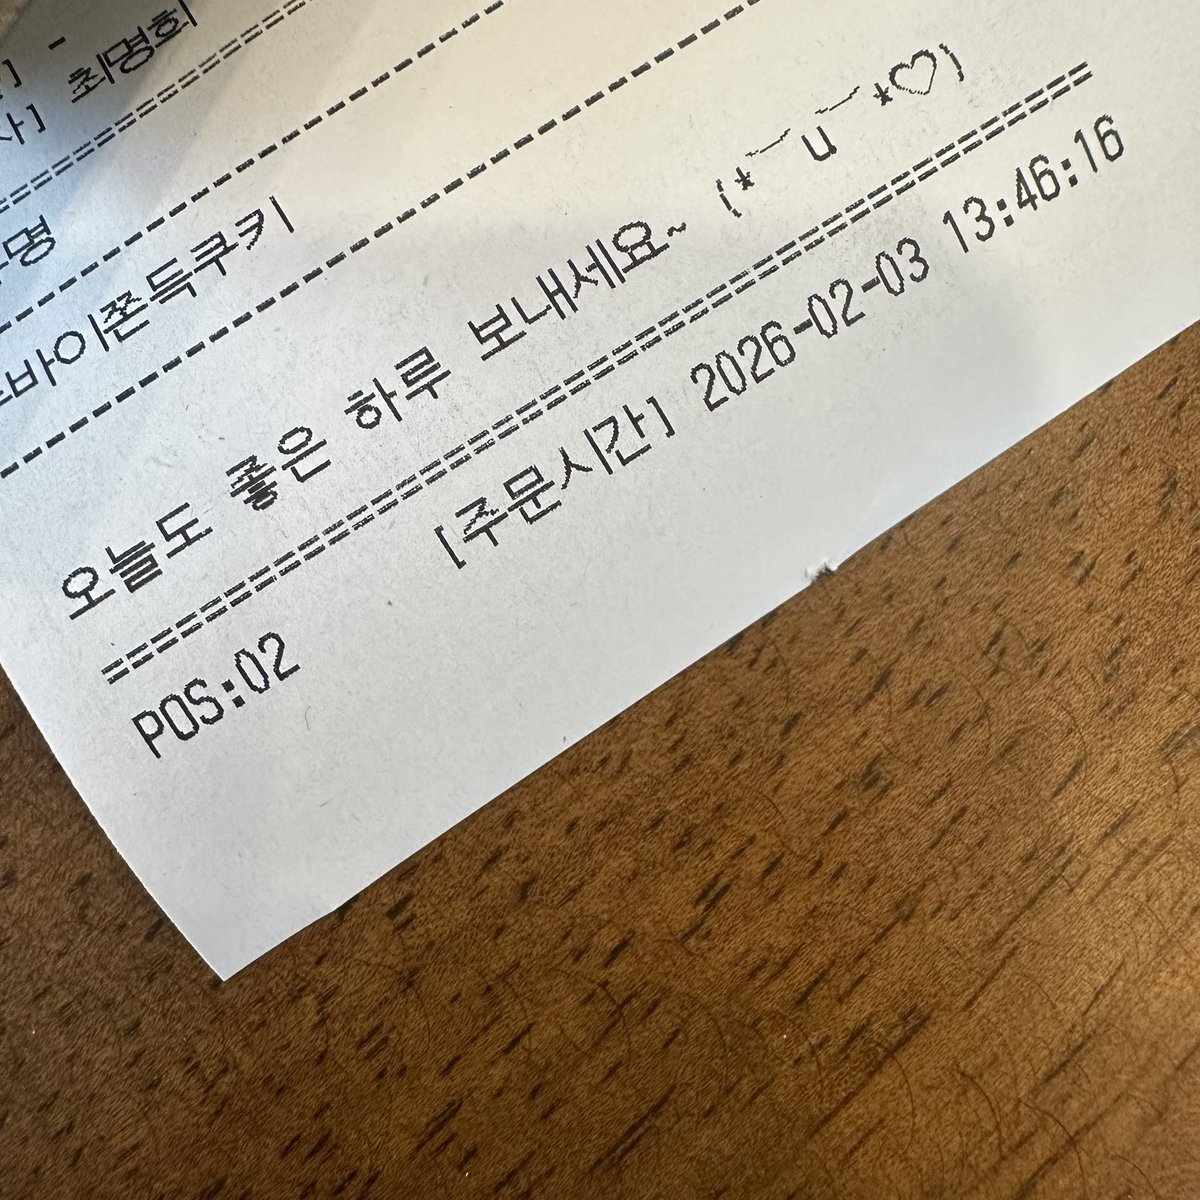 ] -
] 최명희
명
바이쫀득쿠키
오늘도 좋은 하루 보내세요~ (*￣︶￣*♡)
[주문시간] 2026-02-03 13:46:16
POS:02